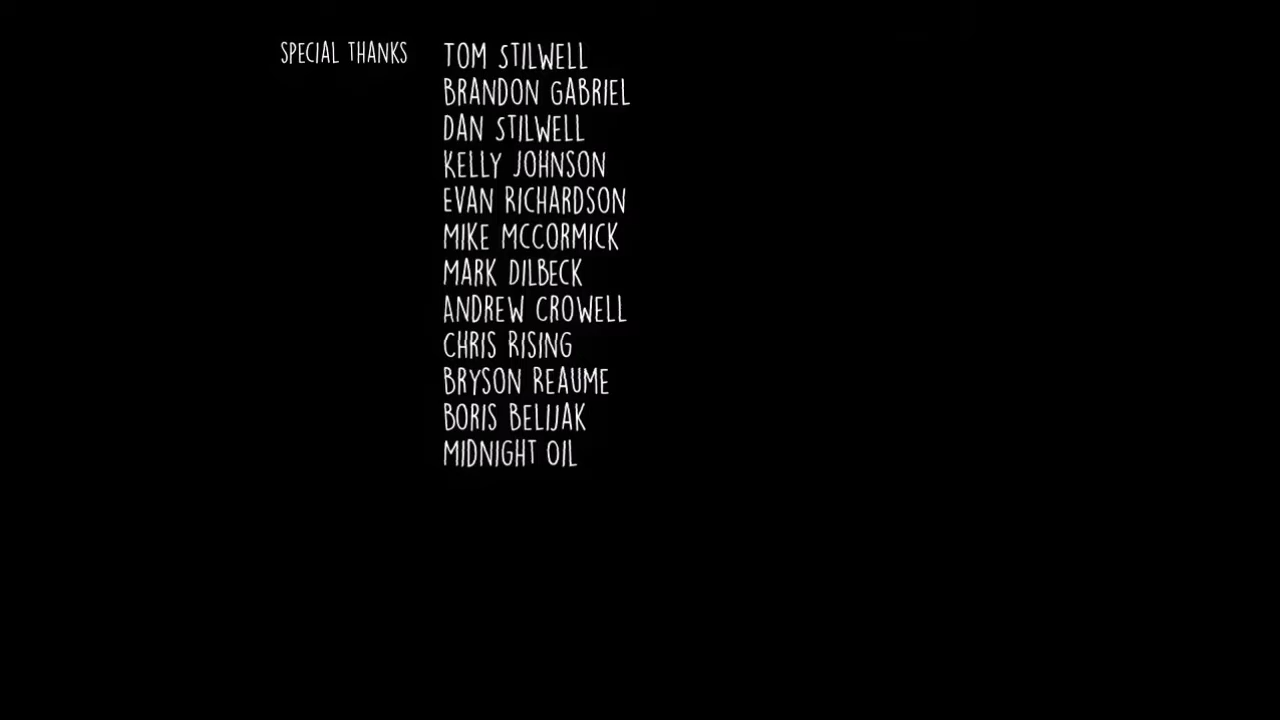 SPECIAL THANKS TOM STILWELL
BRANDON GABRIEL
DAN STILWELL
KELLY JOHNSON
EVAN RICHARDSON
MIKE MCCORMICK
MARK DILBECK
ANDREW CROWELL
CHRIS RISING
BRYSON REAUME
BORIS BELIJAK
MIDNIGHT OIL